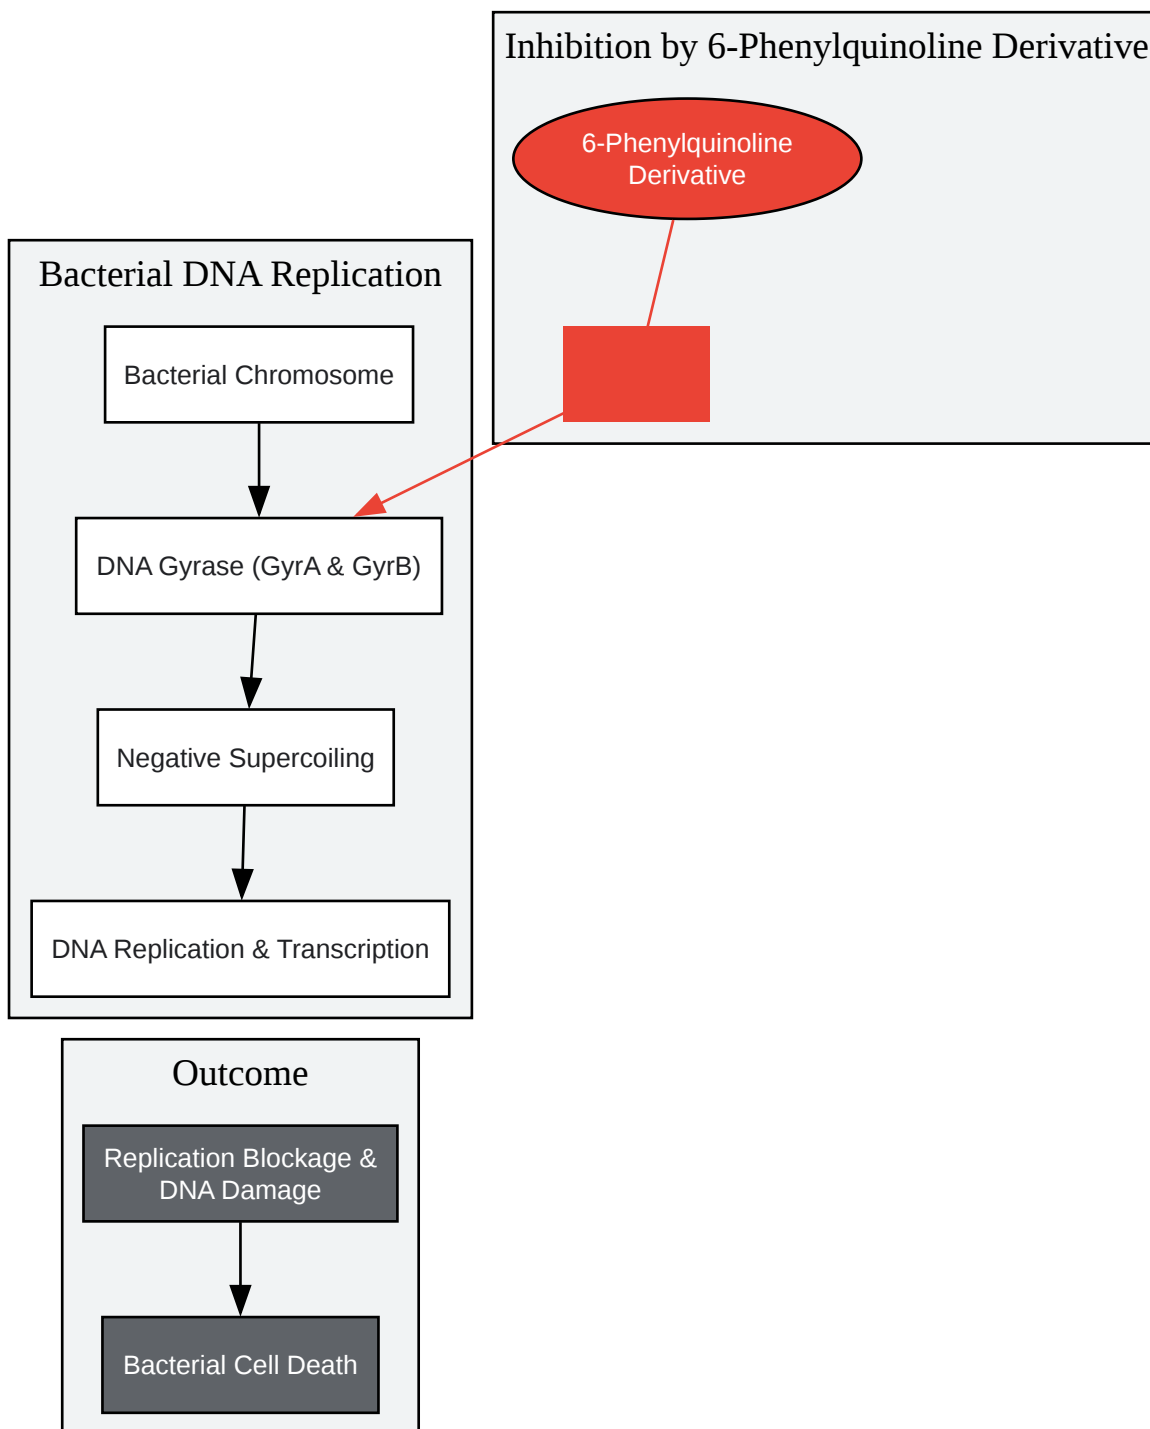 Inhibition by 6-Phenylquinoline Derivative
6-Phenylquinoline
Derivative
Bacterial DNA Replication
Bacterial Chromosome
DNA Gyrase (GyrA & GyrB)
Negative Supercoiling
DNA Replication & Transcription
Outcome
Replication Blockage &
DNA Damage
Bacterial Cell Death